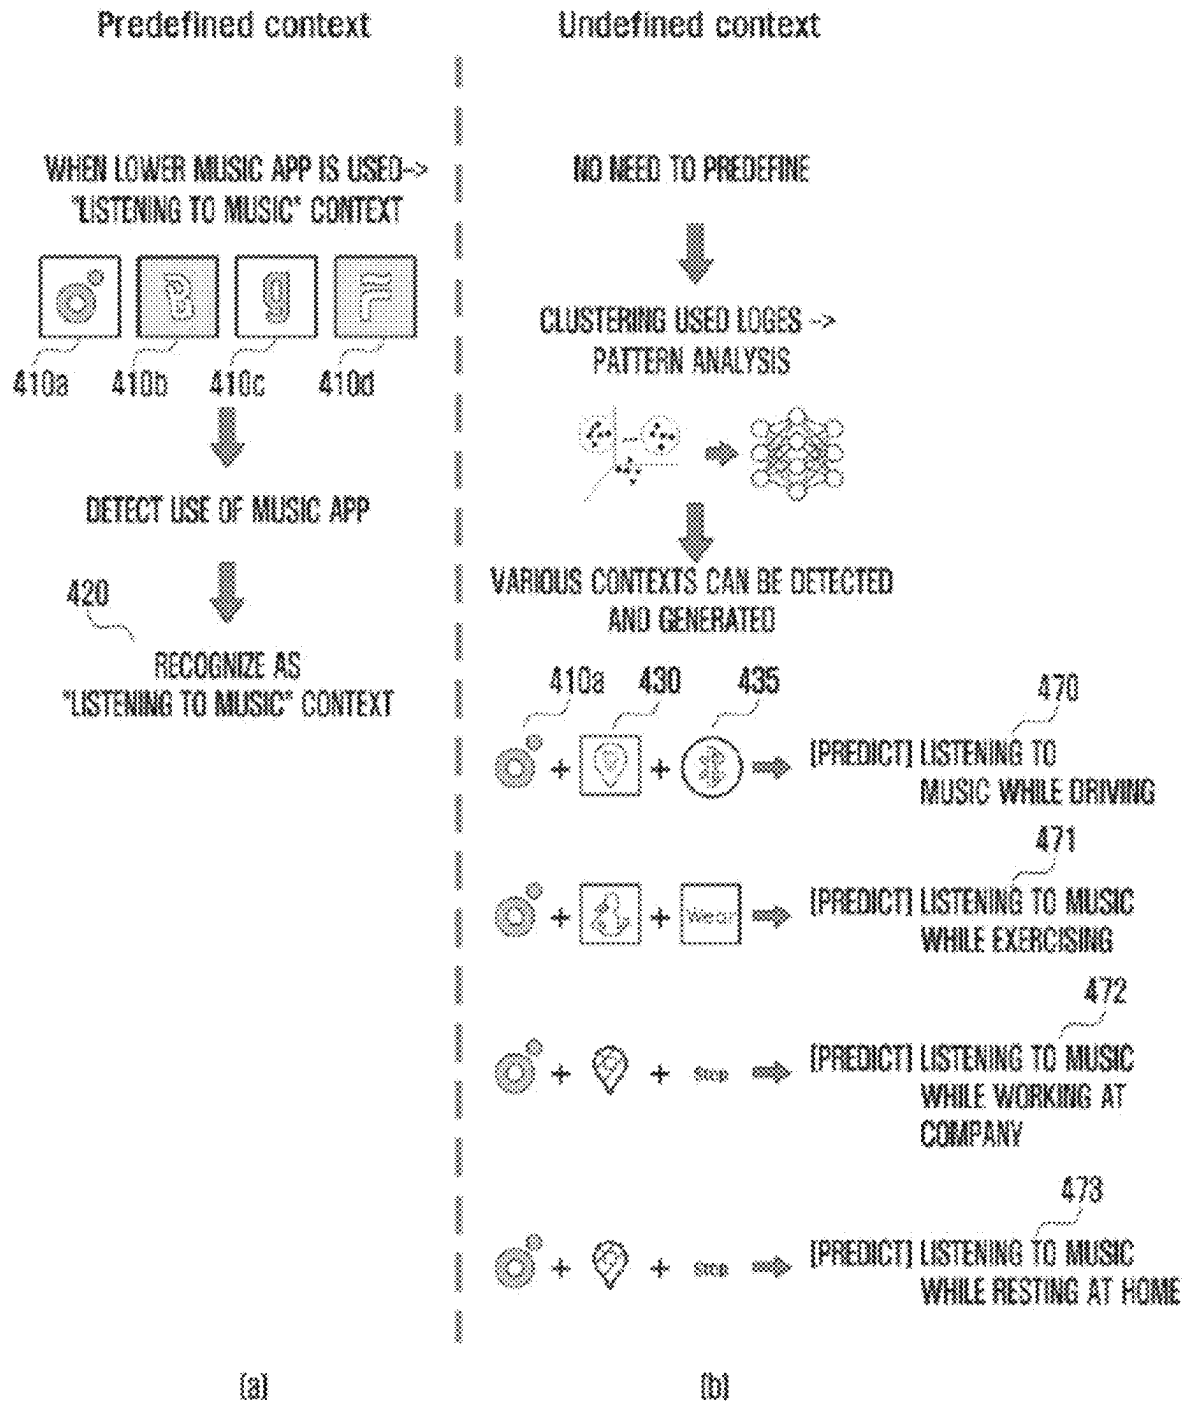 Predefined context
WHEN LOWER MUSIC APP IS USED->
"LISTENING TO MUSIC" CONTEXT
B g F
410a 410b 410c 410d
DETECT USE OF MUSIC APP
420
RECOGNIZE AS
"LISTENING TO MUSIC" CONTEXT
(a)
Undefined context
NO NEED TO PREDEFINE
CLUSTERING USED LOGES ->
PATTERN ANALYSIS
VARIOUS CONTEXTS CAN BE DETECTED
AND GENERATED
410a 430 435 470
+ + [PREDICT] LISTENING TO
MUSIC WHILE DRIVING
471
+ + Wear [PREDICT] LISTENING TO MUSIC
WHILE EXERCISING
472
+ + Stop [PREDICT] LISTENING TO MUSIC
WHILE WORKING AT
COMPANY
473
+ + Stop [PREDICT] LISTENING TO MUSIC
WHILE RESTING AT HOME
(b)